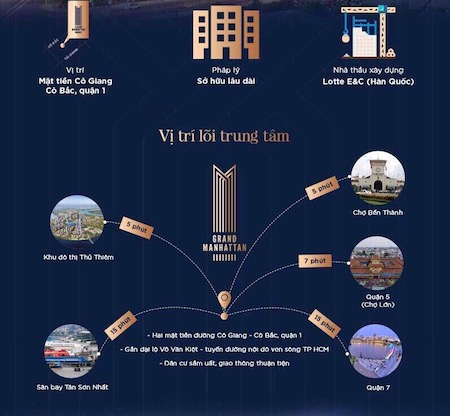 GRAND
MANHATTAN
Vị trí
Mặt tiền Cô Giang
Cô Bắc, quận 1
Pháp lý
Sở hữu lâu dài
Nhà thầu xây dựng
Lotte E&C (Hàn Quốc)
Vị trí lõi trung tâm
5 phút
Chợ Bến Thành
GRAND
MANHATTAN
5 phút
Khu đô thị Thủ Thiêm
7 phút
Quận 5
(Chợ Lớn)
15 phút
15 phút
- Hai mặt tiền đường Cô Giang - Cô Bắc, quận 1
- Gần đại lộ Võ Văn Kiệt - tuyến đường nội đô ven sông TP HCM
- Dân cư sầm uất, giao thông thuận tiện
Sân bay Tân Sơn Nhất
Quận 7